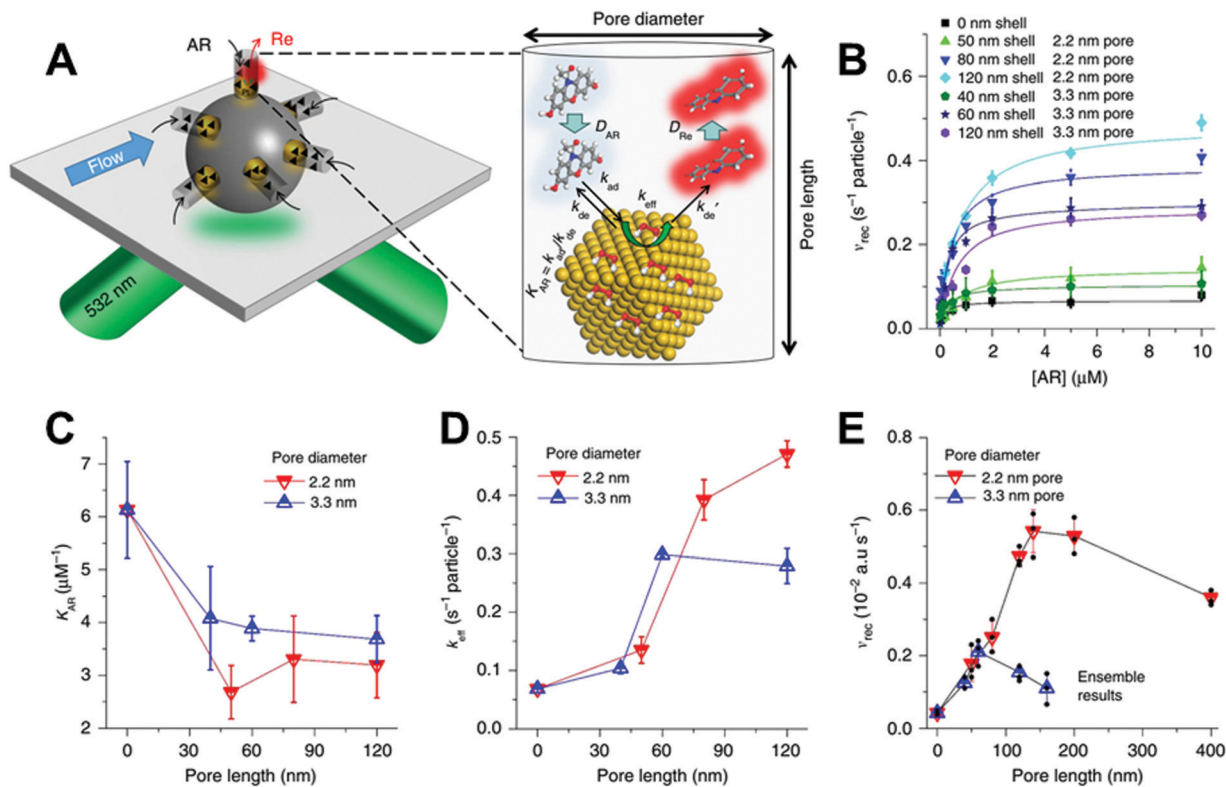 A
AR
Re
Flow
532 nm
Pore diameter
D_AR
D_Re
k_ad
k_de
k_eff
k_de′
K_AR = k_ad/k_de
Pore length
B
0 nm shell
50 nm shell 2.2 nm pore
80 nm shell 2.2 nm pore
120 nm shell 2.2 nm pore
40 nm shell 3.3 nm pore
60 nm shell 3.3 nm pore
120 nm shell 3.3 nm pore
ν_rec (s⁻¹ particle⁻¹)
0.6
0.4
0.2
0.0
0 2 4 6 8 10
[AR] (μM)
C
Pore diameter
2.2 nm
3.3 nm
K_AR (μM⁻¹)
7
6
5
4
3
2
0 30 60 90 120
Pore length (nm)
D
Pore diameter
2.2 nm
3.3 nm
k_eff (s⁻¹ particle⁻¹)
0.5
0.4
0.3
0.2
0.1
0.0
0 30 60 90 120
Pore length (nm)
E
Pore diameter
2.2 nm pore
3.3 nm pore
ν_rec (10⁻² a.u s⁻¹)
0.8
0.6
0.4
0.2
0.0
Ensemble
results
0 100 200 300 400
Pore length (nm)